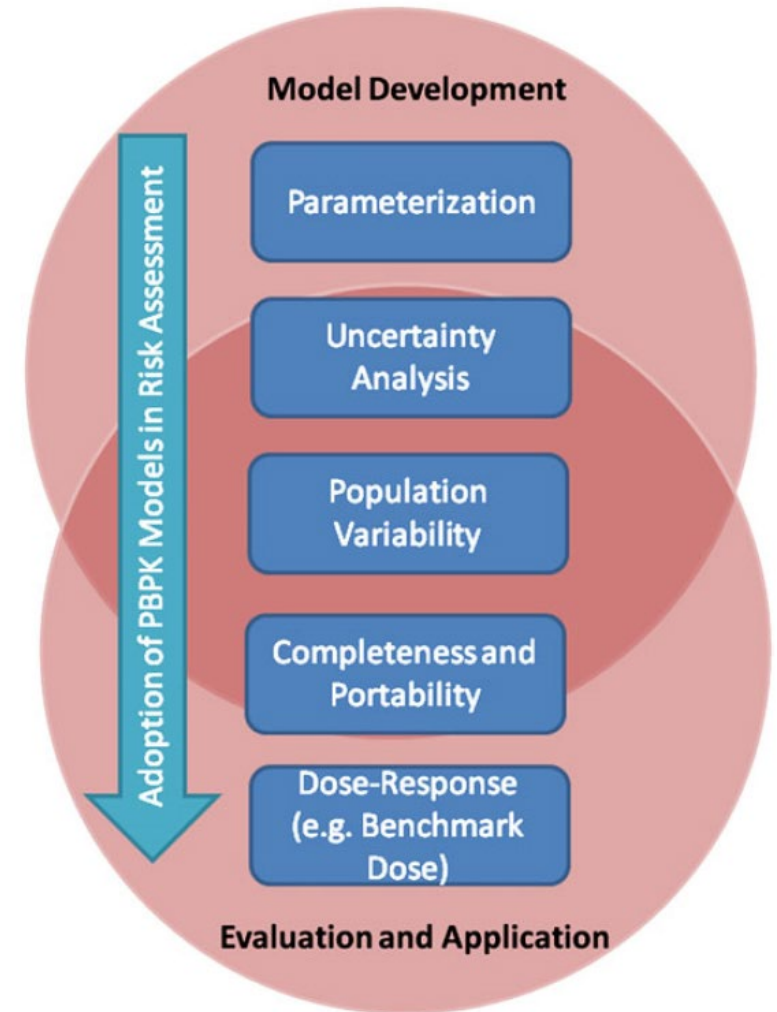 Model Development
Adoption of PBPK Models in Risk Assessment
Parameterization
Uncertainty
Analysis
Population
Variability
Completeness and
Portability
Dose-Response
(e.g. Benchmark
Dose)
Evaluation and Application